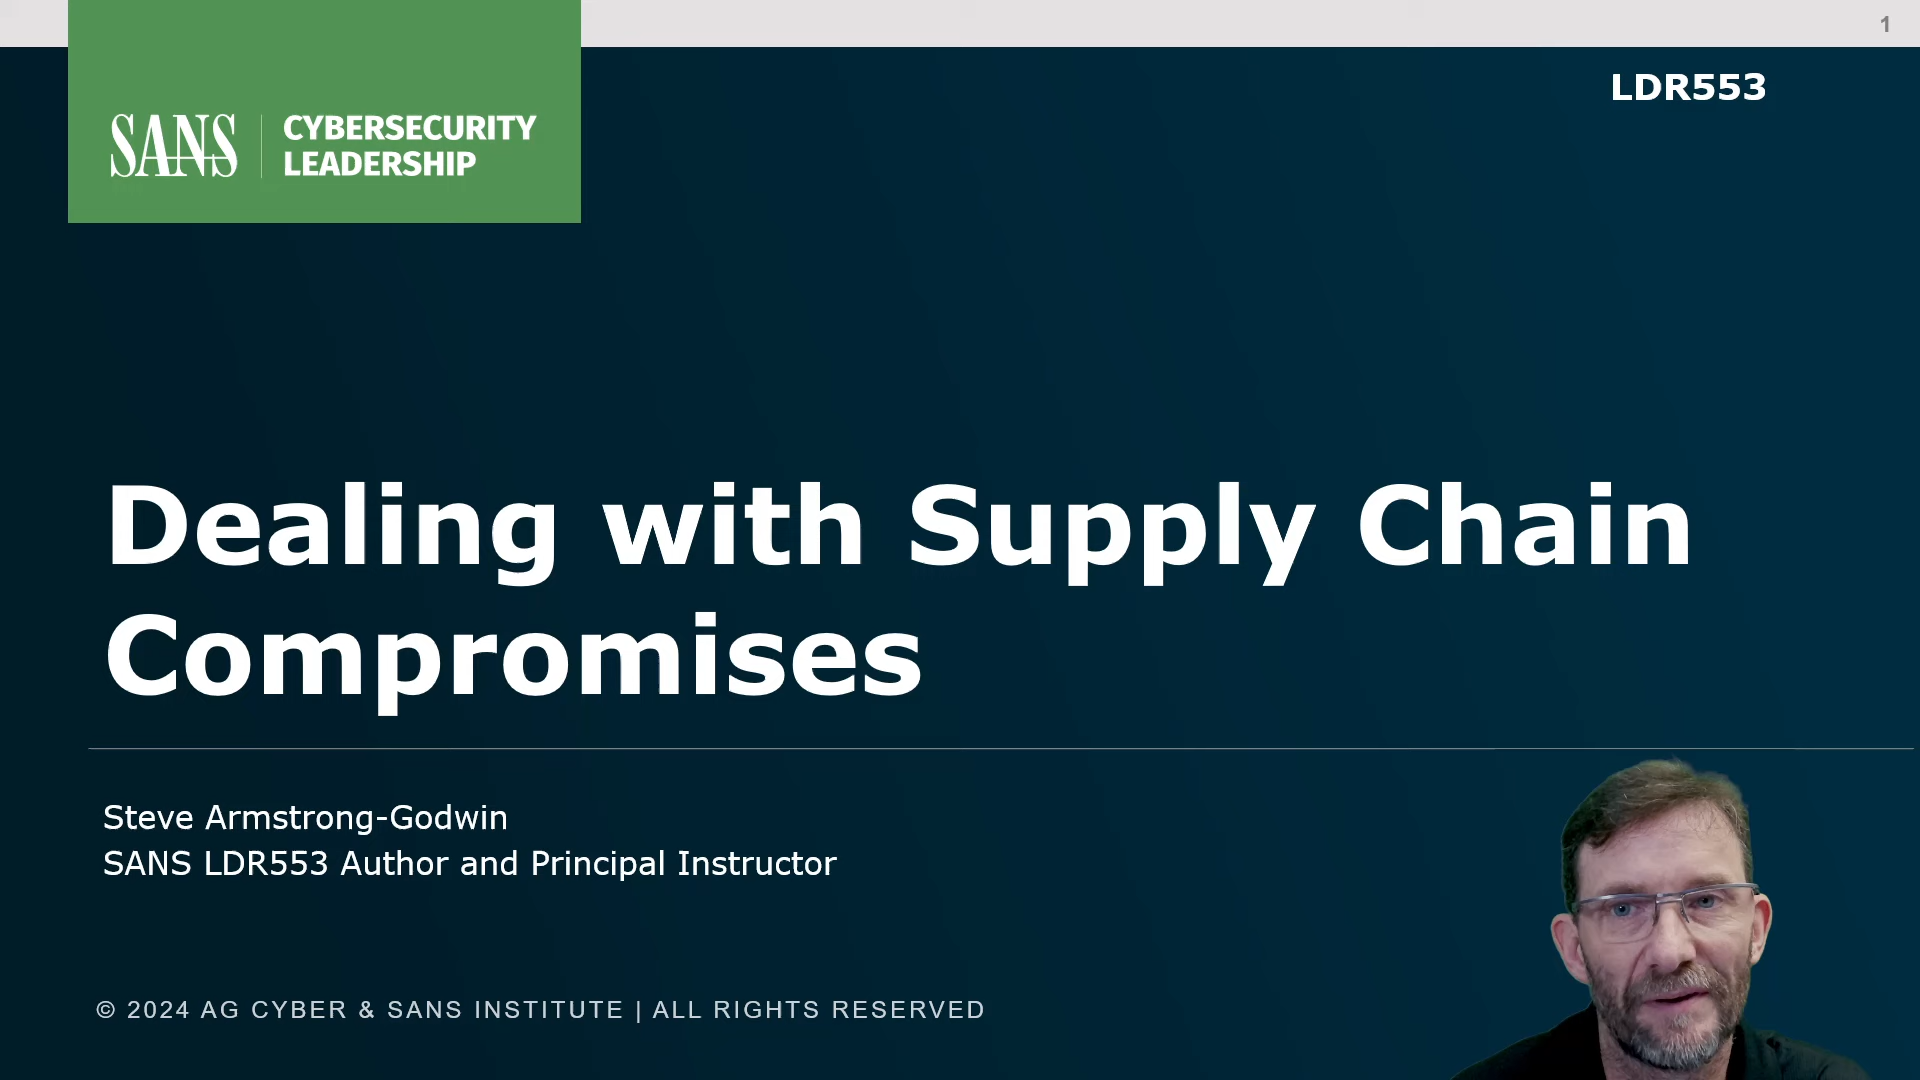 1
LDR553
SANS
CYBERSECURITY
LEADERSHIP
Dealing with Supply Chain
Compromises
Steve Armstrong-Godwin
SANS LDR553 Author and Principal Instructor
© 2024 AG CYBER & SANS INSTITUTE | ALL RIGHTS RESERVED